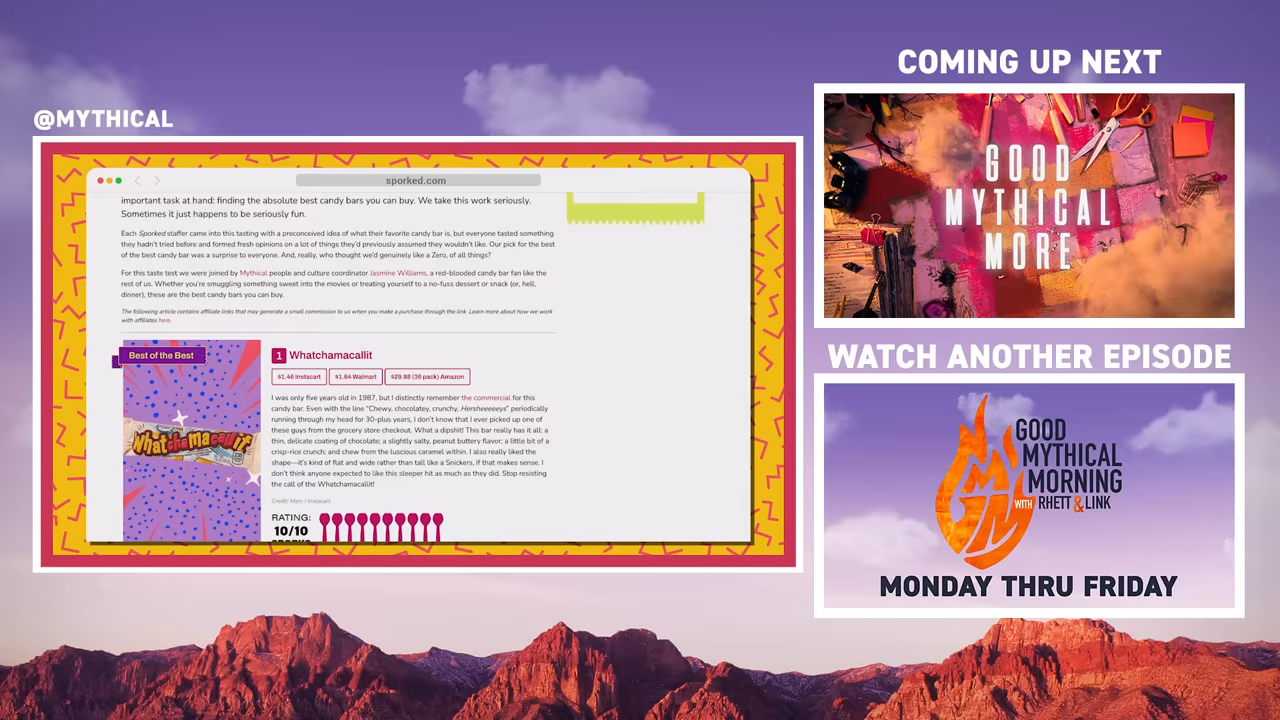 COMING UP NEXT
@MYTHICAL
sporked.com
important task at hand: finding the absolute best candy bars you can buy. We take this work seriously.
Sometimes it just happens to be seriously fun.
Each Sporked staffer came into this tasting with a preconceived idea of what their favorite candy bar is, but everyone tasted something
they hadn't tried before and formed fresh opinions on a lot of things they'd previously assumed they wouldn't like. Our pick for the best
of the best candy bar was a surprise to everyone. And, really, who thought we'd genuinely like a Zero, of all things?
For this taste test we were joined by Mythical people and culture coordinator Jasmine Williams, a red-blooded candy bar fan like the
rest of us. Whether you're smuggling something sweet into the movies or treating yourself to a no-fuss dessert or snack (or, hell,
dinner), these are the best candy bars you can buy.
The following article contains affiliate links that may generate a small commission to us when you make a purchase through the link. Learn more about how we work
with affiliates here.
Best of the Best
1 Whatchamacallit
$1.46 Instacart $1.64 Walmart $29.88 (36 pack) Amazon
I was only five years old in 1987, but I distinctly remember the commercial for this
candy bar. Even with the line "Chewy, chocolatey, crunchy, Hersheeeeeys" periodically
running through my head for 30-plus years, I don't know that I ever picked up one of
these guys from the grocery store checkout. What a dipshit! This bar really has it all: a
thin, delicate coating of chocolate; a slightly salty, peanut buttery flavor; a little bit of a
crisp-rice crunch; and chew from the luscious caramel within. I also really liked the
shape—it's kind of flat and wide rather than tall like a Snickers, if that makes sense. I
don't think anyone expected to like this sleeper hit as much as they did. Stop resisting
the call of the Whatchamacallit!
Whatchamacallit
Credit: Merc / Instacart
RATING:
10/10
SPORKS
GOOD
MYTHICAL
MORE
WATCH ANOTHER EPISODE
GMM
GOOD
MYTHICAL
MORNING
WITH RHETT & LINK
MONDAY THRU FRIDAY